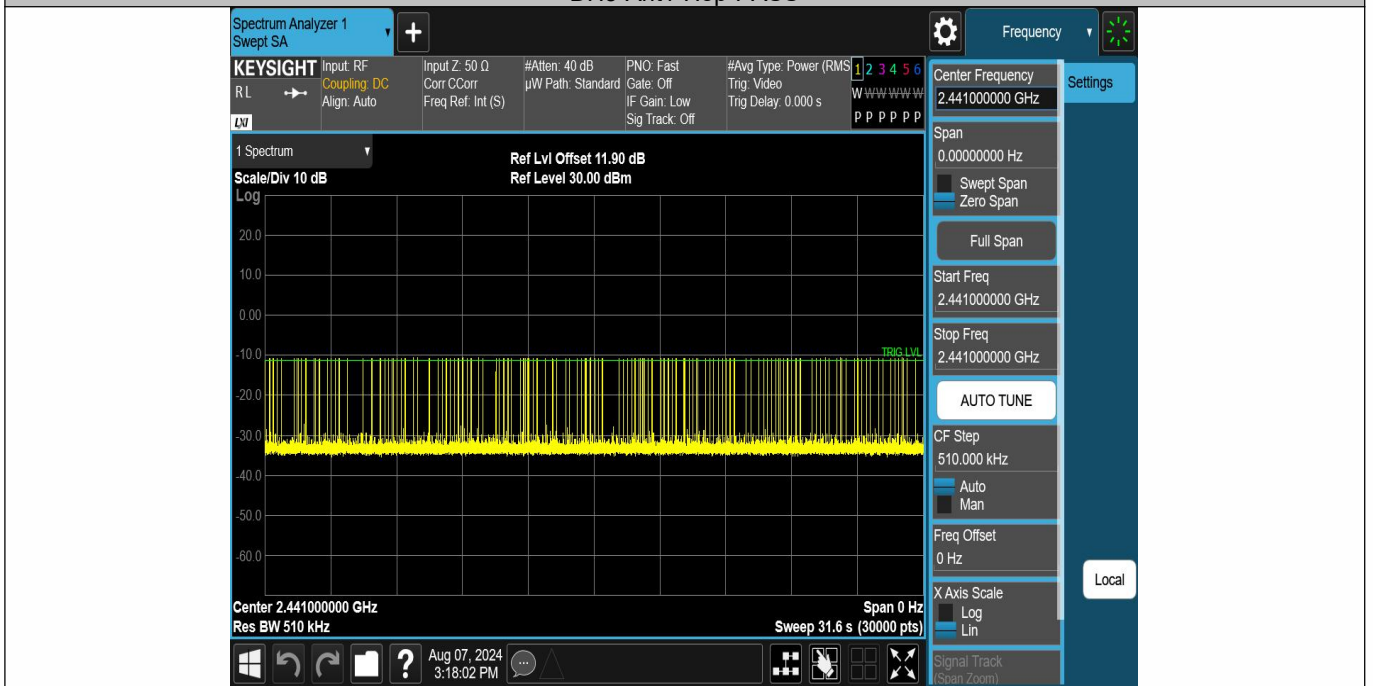 Spectrum Analyzer 1
Swept SA
+
Frequency
KEYSIGHT
RL
LXI
Input: RF
Coupling: DC
Align: Auto
Input Z: 50 Ω
Corr CCorr
Freq Ref: Int (S)
#Atten: 40 dB
µW Path: Standard
PNO: Fast
Gate: Off
IF Gain: Low
Sig Track: Off
#Avg Type: Power (RMS
Trig: Video
Trig Delay: 0.000 s
1 2 3 4 5 6
W W W W W W
P P P P P P
1 Spectrum
Scale/Div 10 dB
Ref Lvl Offset 11.90 dB
Ref Level 30.00 dBm
Log
20.0
10.0
0.00
-10.0
TRIG LVL
-20.0
-30.0
-40.0
-50.0
-60.0
Center 2.441000000 GHz
Span 0 Hz
Res BW 510 kHz
Sweep 31.6 s (30000 pts)
Center Frequency
2.441000000 GHz
Settings
Span
0.00000000 Hz
Swept Span
Zero Span
Full Span
Start Freq
2.441000000 GHz
Stop Freq
2.441000000 GHz
AUTO TUNE
CF Step
510.000 kHz
Auto
Man
Freq Offset
0 Hz
X Axis Scale
Log
Lin
Local
Signal Track
(Span Zoom)
?
Aug 07, 2024
3:18:02 PM